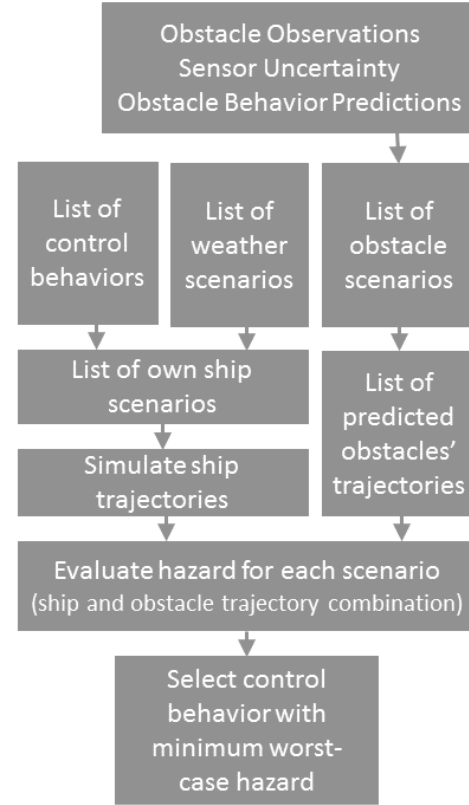 Obstacle Observations
Sensor Uncertainty
Obstacle Behavior Predictions
List of
control
behaviors
List of
weather
scenarios
List of
obstacle
scenarios
List of own ship
scenarios
List of
predicted
obstacles’
trajectories
Simulate ship
trajectories
Evaluate hazard for each scenario
(ship and obstacle trajectory combination)
Select control
behavior with
minimum worst-
case hazard